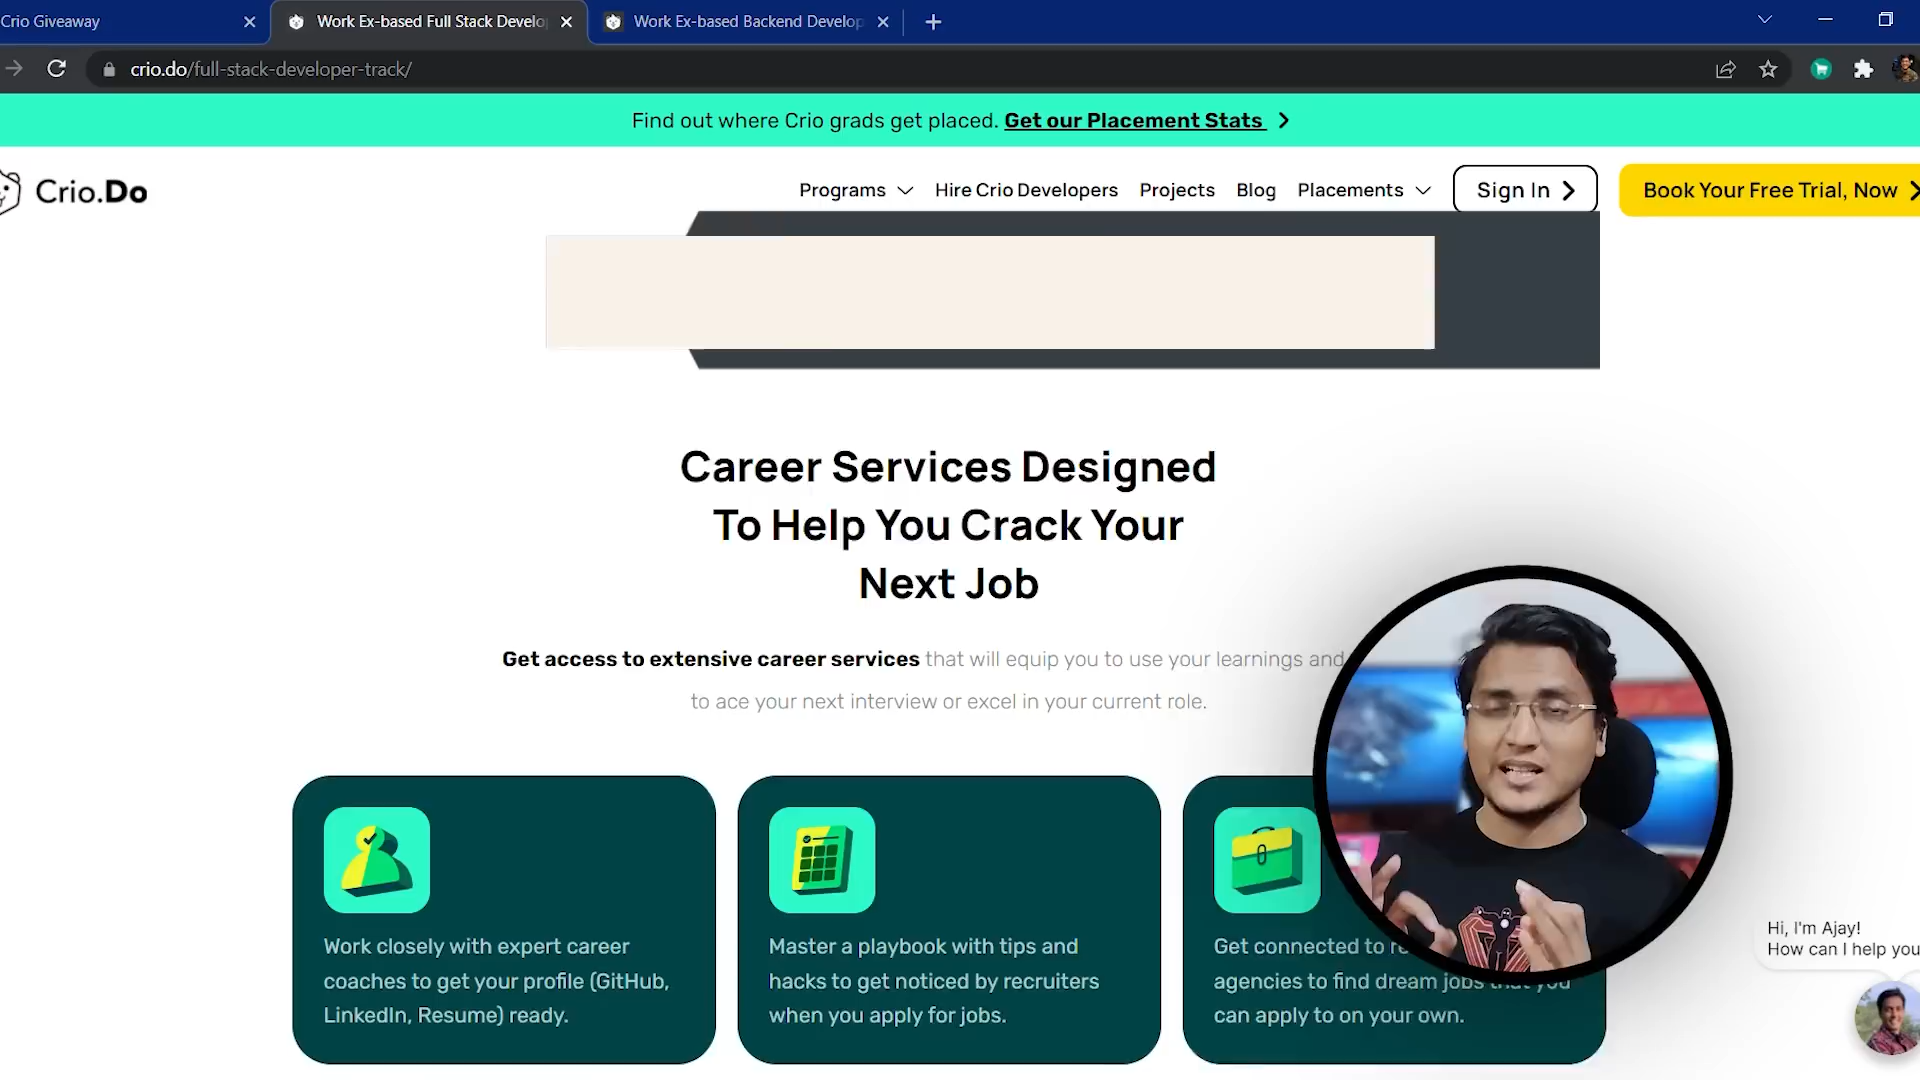 Crio Giveaway
Work Ex-based Full Stack Develo
Work Ex-based Backend Develop
crio.do/full-stack-developer-track/
Find out where Crio grads get placed. Get our Placement Stats
Crio.Do
Programs
Hire Crio Developers
Projects
Blog
Placements
Sign In
Book Your Free Trial, Now
Career Services Designed
To Help You Crack Your
Next Job
Get access to extensive career services that will equip you to use your learnings and
to ace your next interview or excel in your current role.
Work closely with expert career
coaches to get your profile (GitHub,
LinkedIn, Resume) ready.
Master a playbook with tips and
hacks to get noticed by recruiters
when you apply for jobs.
Get connected to
agencies to find dream jobs that you
can apply to on your own.
Hi, I'm Ajay!
How can I help you